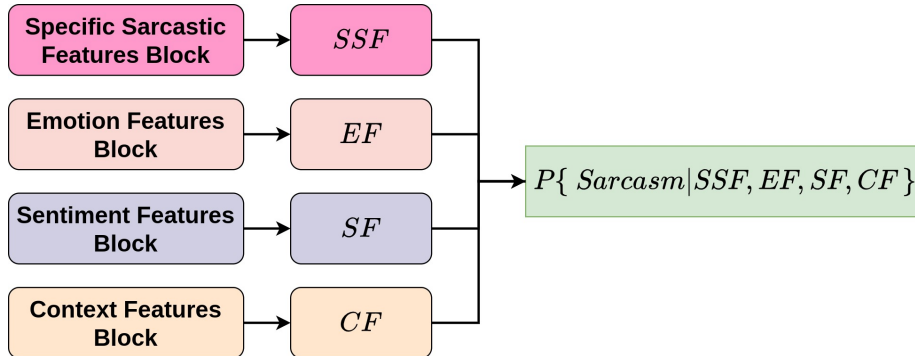 Specific Sarcastic
Features Block
SSF
Emotion Features
Block
EF
P{ Sarcasm|SSF, EF, SF, CF }
Sentiment Features
Block
SF
Context Features
Block
CF